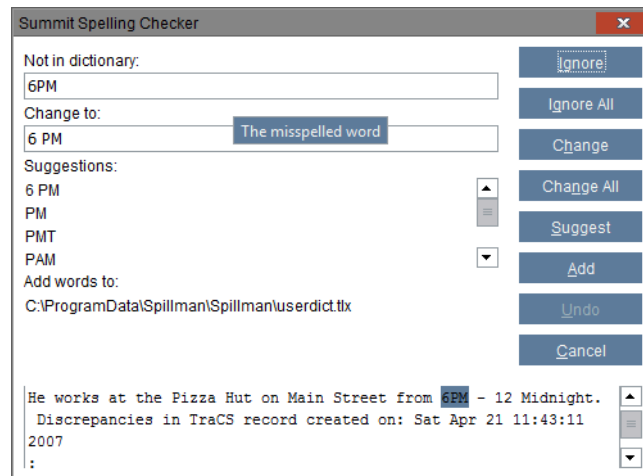 Summit Spelling Checker
Not in dictionary:
6PM
Change to:
6 PM
The misspelled word
Suggestions:
6 PM
PM
PMT
PAM
Add words to:
C:\ProgramData\Spillman\Spillman\userdict.tlx
Ignore
Ignore All
Change
Change All
Suggest
Add
Undo
Cancel
He works at the Pizza Hut on Main Street from 6PM - 12 Midnight.
Discrepancies in TraCS record created on: Sat Apr 21 11:43:11
2007
: